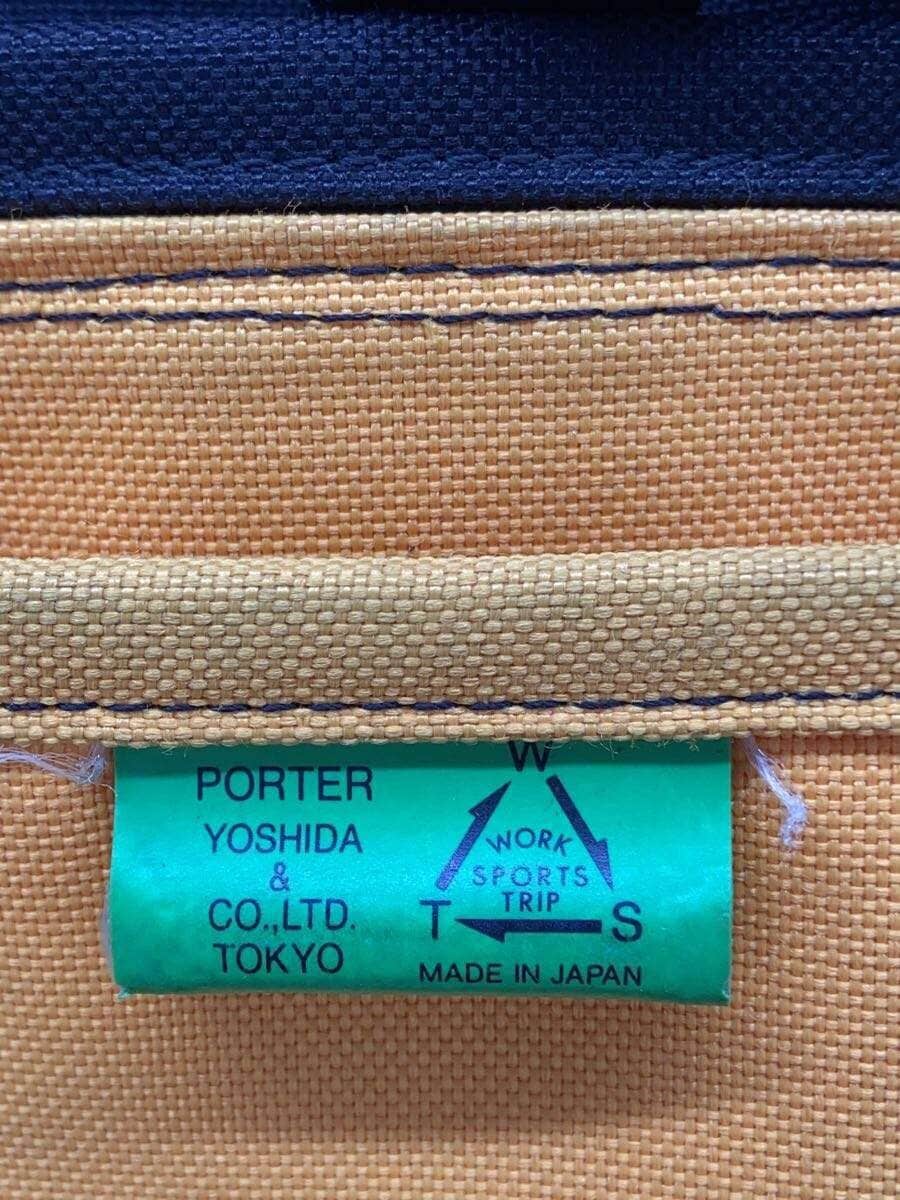 PORTER
YOSHIDA
&
CO.,LTD.
TOKYO
W
WORK
SPORTS
TRIP
T S
MADE IN JAPAN